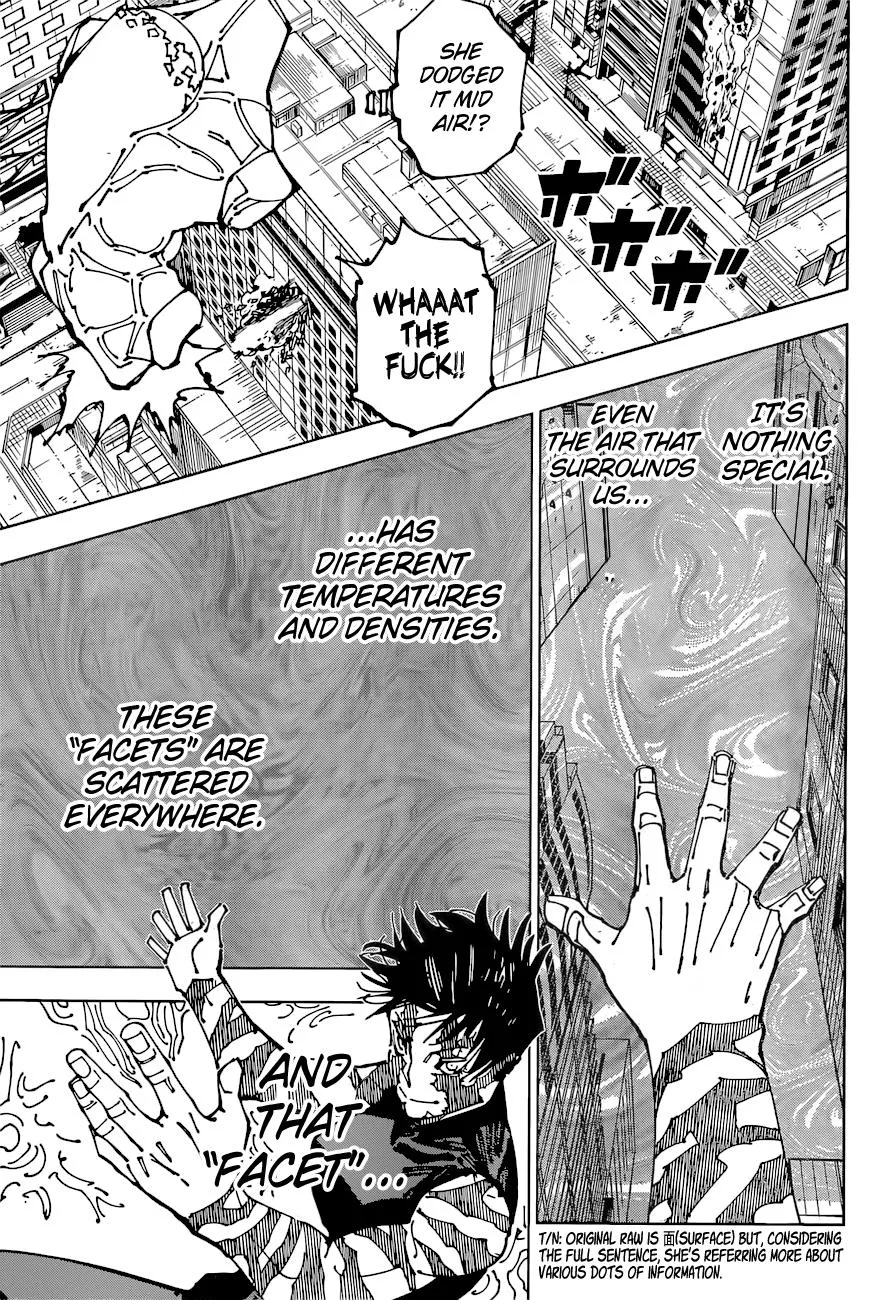 SHE
DODGED
IT MID
AIR!?
ボ
ボ
ボ
WHAAAT
THE
FUCK!!
IT'S
NOTHING
SPECIAL.
EVEN
THE AIR THAT
SURROUNDS
US...
...HAS
DIFFERENT
TEMPERATURES
AND DENSITIES.
THESE
"FACETS" ARE
SCATTERED
EVERYWHERE.
AND
THAT
"FACET"...
T/N: ORIGINAL RAW IS 面(SURFACE) BUT, CONSIDERING
THE FULL SENTENCE, SHE'S REFERRING MORE ABOUT
VARIOUS DOTS OF INFORMATION.